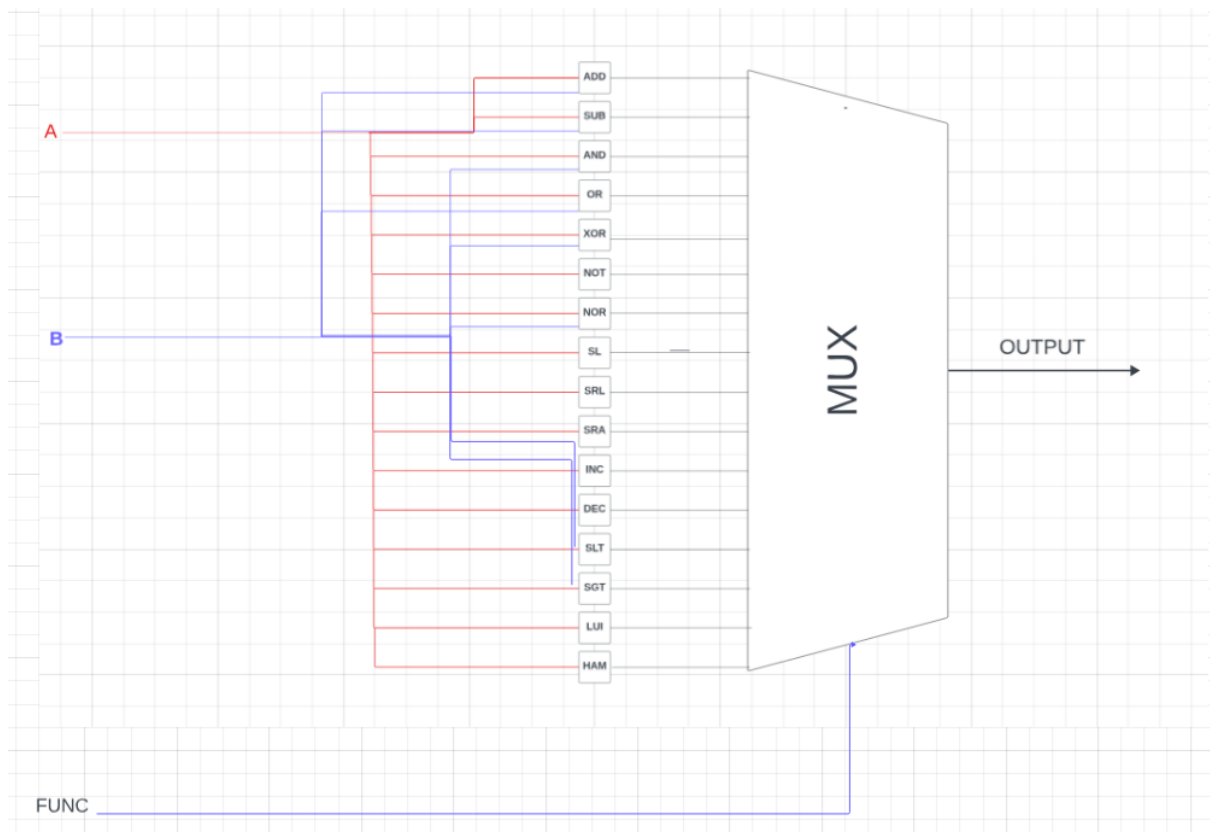 ADD
SUB
A
AND
OR
XOR
NOT
NOR
B
SL
OUTPUT
MUX
SRL
SRA
INC
DEC
SLT
SGT
LUI
HAM
FUNC